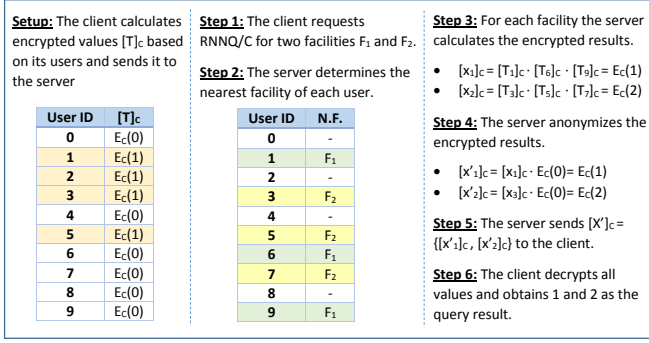 Setup: The client calculates
encrypted values [T]c based
on its users and sends it to
the server
User ID [T]c
0 Ec(0)
1 Ec(1)
2 Ec(1)
3 Ec(1)
4 Ec(0)
5 Ec(1)
6 Ec(0)
7 Ec(0)
8 Ec(0)
9 Ec(0)
Step 1: The client requests
RNNQ/C for two facilities F₁ and F₂.
Step 2: The server determines the
nearest facility of each user.
User ID N.F.
0 -
1 F₁
2 -
3 F₂
4 -
5 F₂
6 F₁
7 F₂
8 -
9 F₁
Step 3: For each facility the server
calculates the encrypted results.
• [x₁]c = [T₁]c · [T₆]c · [T₉]c = Ec(1)
• [x₂]c = [T₃]c · [T₅]c · [T₇]c = Ec(2)
Step 4: The server anonymizes the
encrypted results.
• [x'₁]c = [x₁]c · Ec(0)= Ec(1)
• [x'₂]c = [x₃]c · Ec(0)= Ec(2)
Step 5: The server sends [X']c =
{[x'₁]c , [x'₂]c} to the client.
Step 6: The client decrypts all
values and obtains 1 and 2 as the
query result.